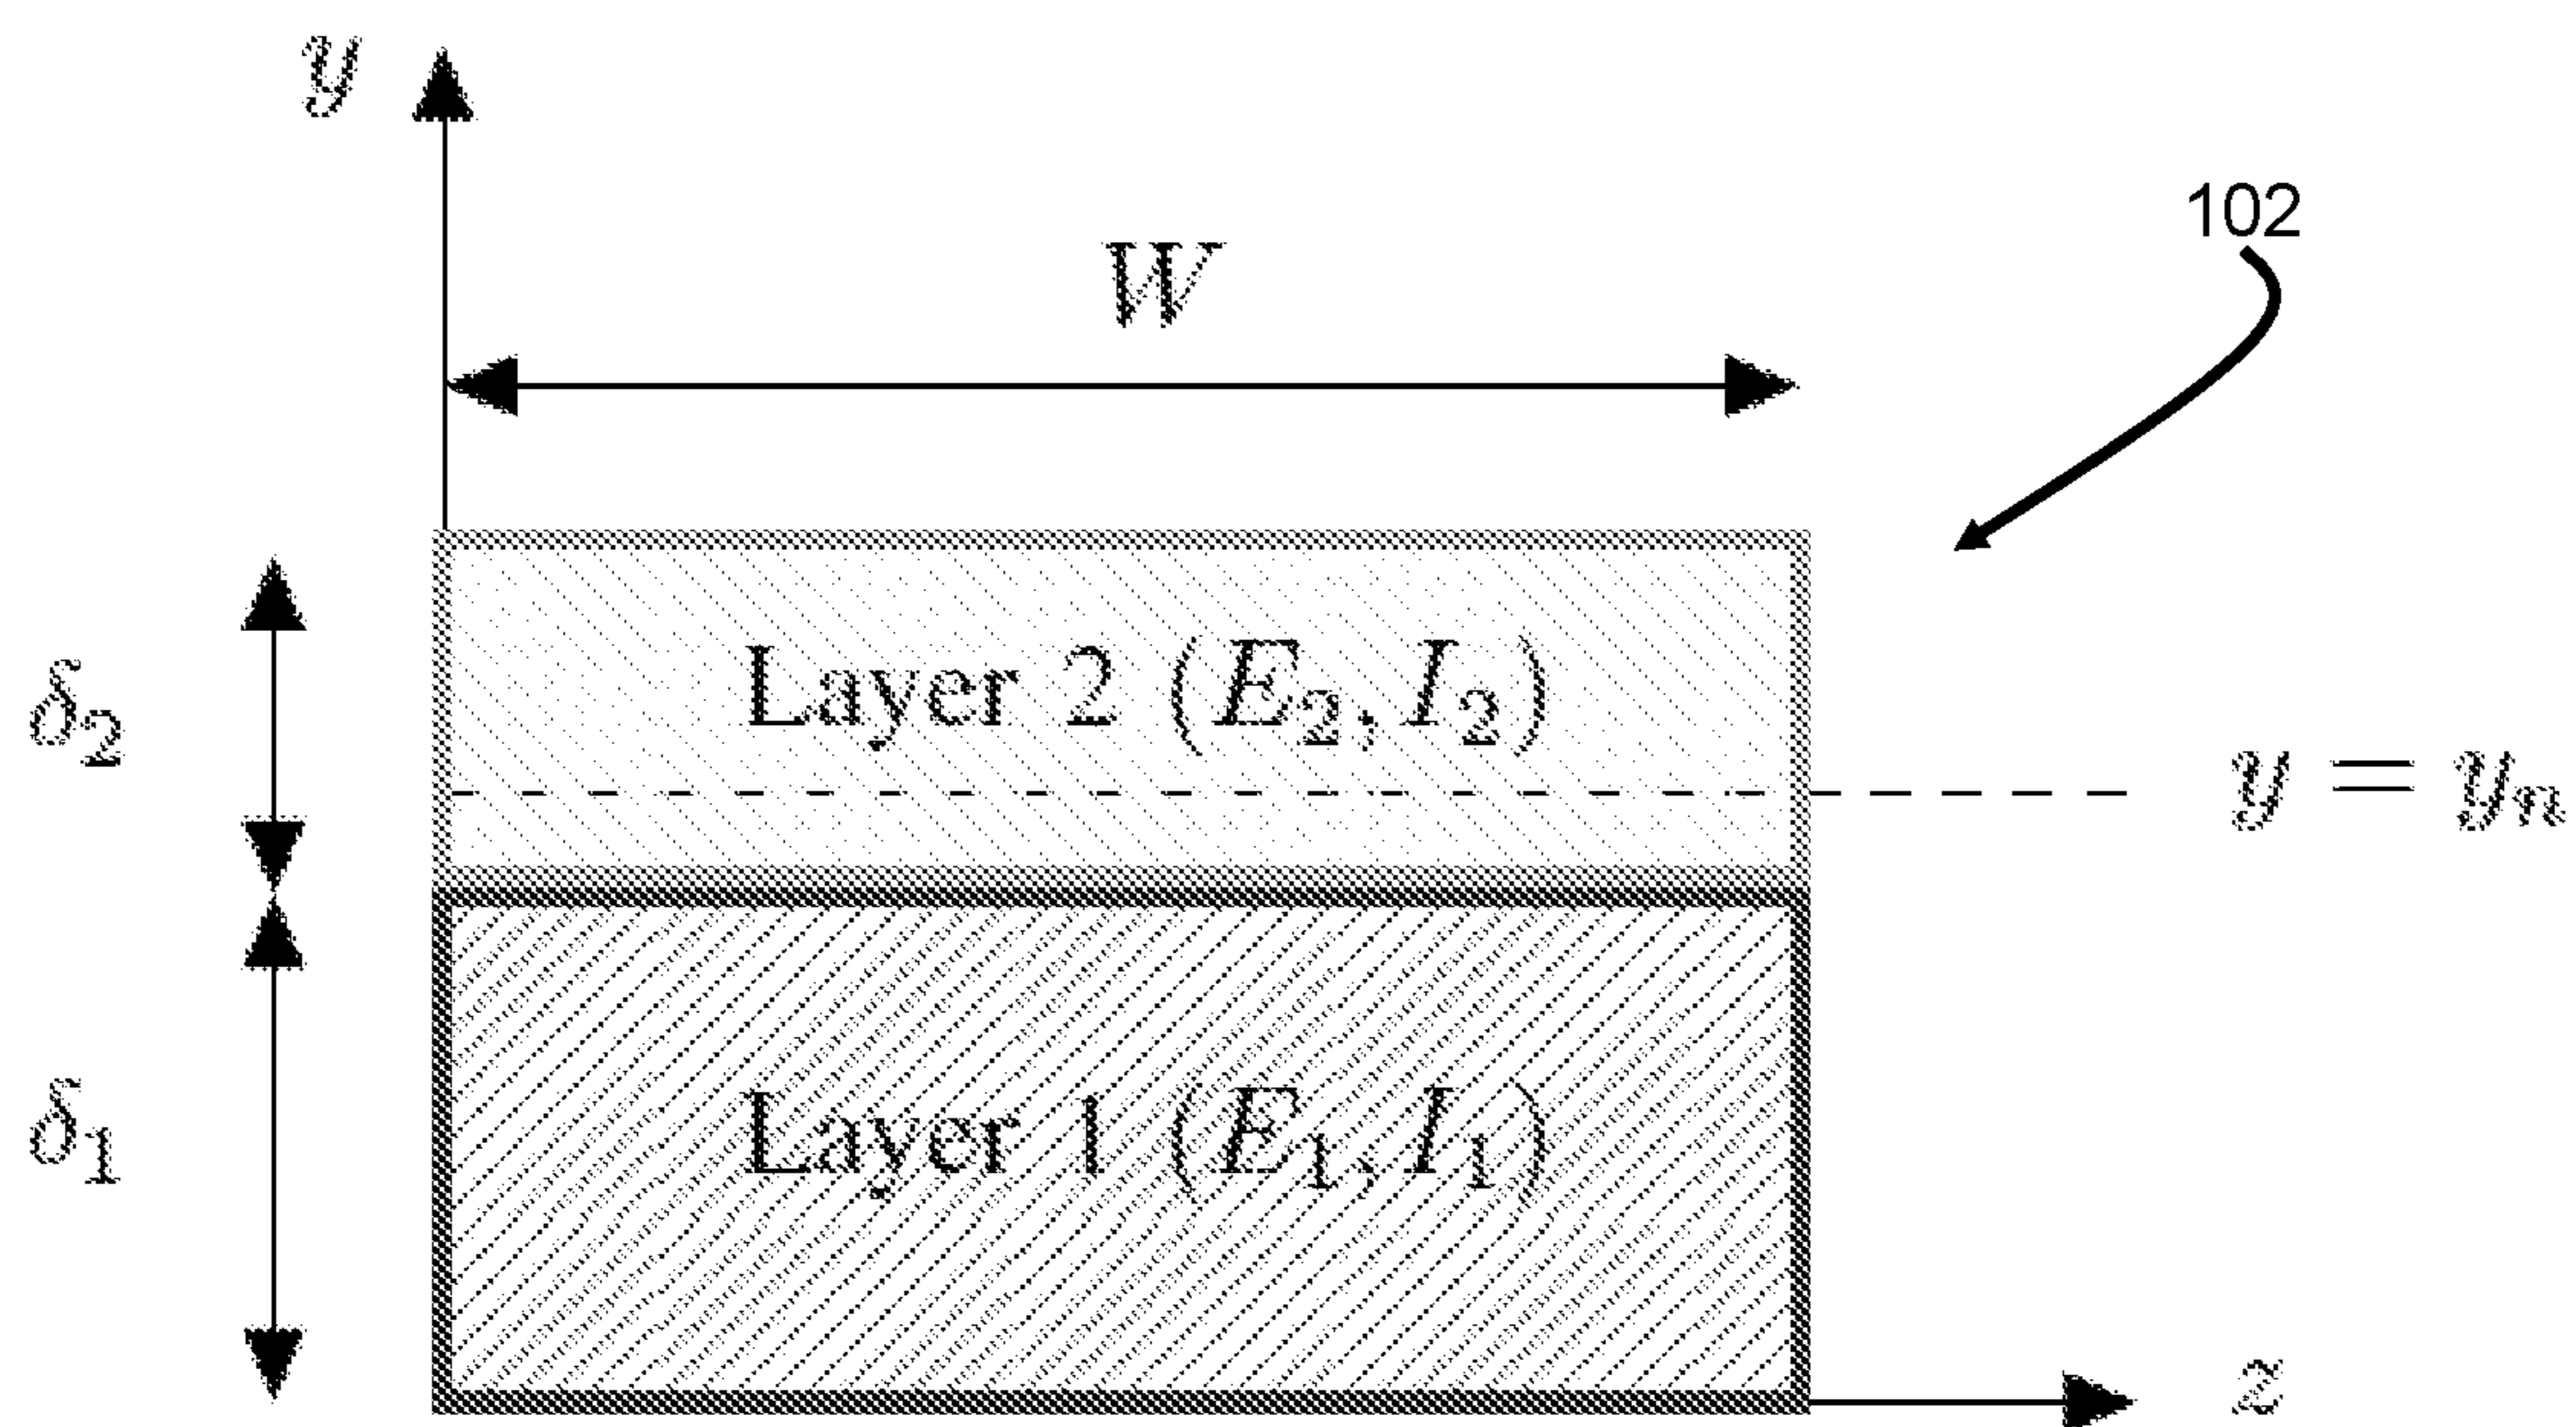 y
102
W
Layer 2 (E₂, I₂)
δ₂
y = yₙ
δ₁
Layer 1 (E₁, I₁)
z